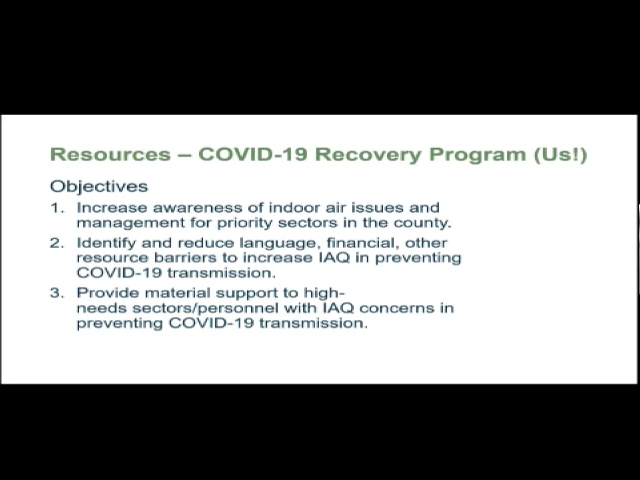 Resources – COVID-19 Recovery Program (Us!)
Objectives
1. Increase awareness of indoor air issues and
management for priority sectors in the county.
2. Identify and reduce language, financial, other
resource barriers to increase IAQ in preventing
COVID-19 transmission.
3. Provide material support to high-
needs sectors/personnel with IAQ concerns in
preventing COVID-19 transmission.